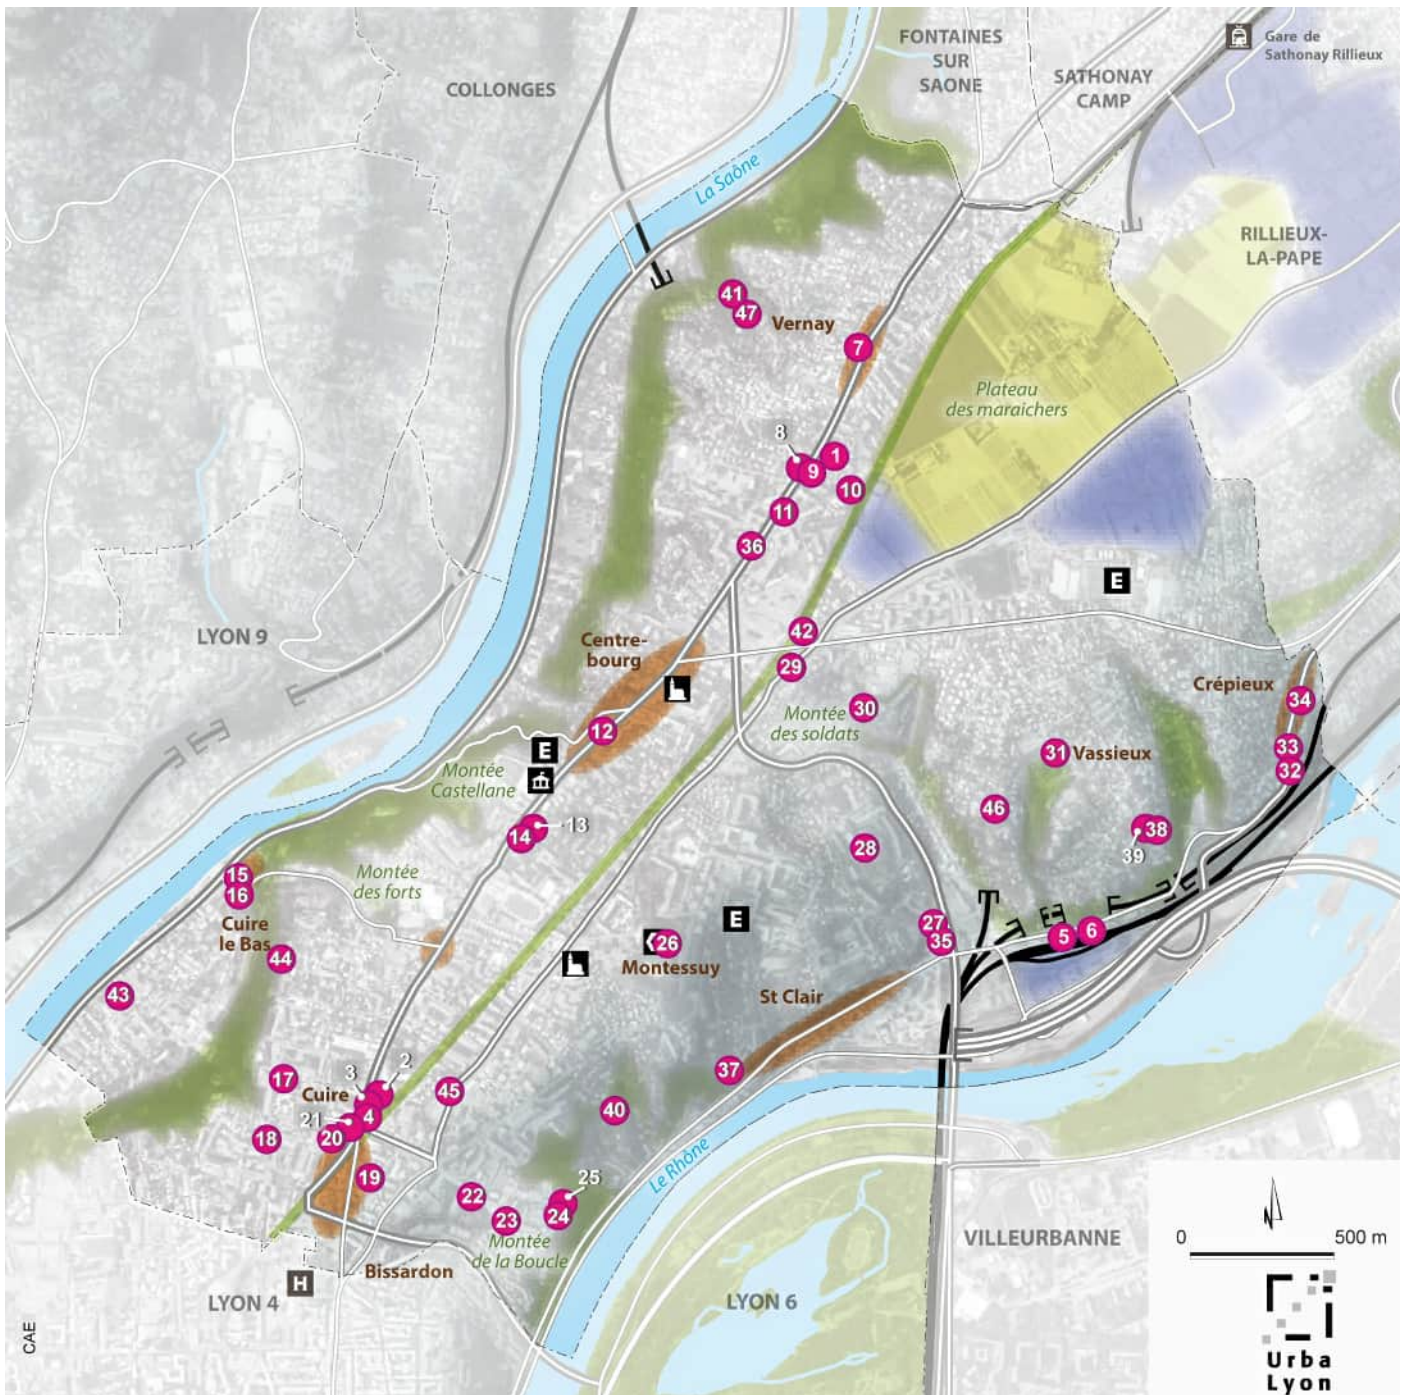 FONTAINES
SUR
SAONE
Gare de
Sathonay Rillieux
COLLONGES
SATHONAY
CAMP
La Saône
RILLIEUX-
LA-PAPE
41
47
Vernay
7
Plateau
des maraichers
8
1
9
10
11
36
E
LYON 9
Centre-
bourg
42
29
Crépieux
34
30
Montée
des soldats
12
33
31
Vassieux
32
E
Montée
Castellane
46
13
14
38
39
28
15
16
Montée
des forts
Cuire
le Bas
27
35
5
6
E
26
Montessuy
44
43
St Clair
37
17
3
2
45
Cuire
40
21
4
20
18
Le Rhône
19
22
25
24
23
Montée
de la Boucle
VILLEURBANNE
0
500 m
Bissardon
H
LYON 4
LYON 6
CAE
Urba
Lyon